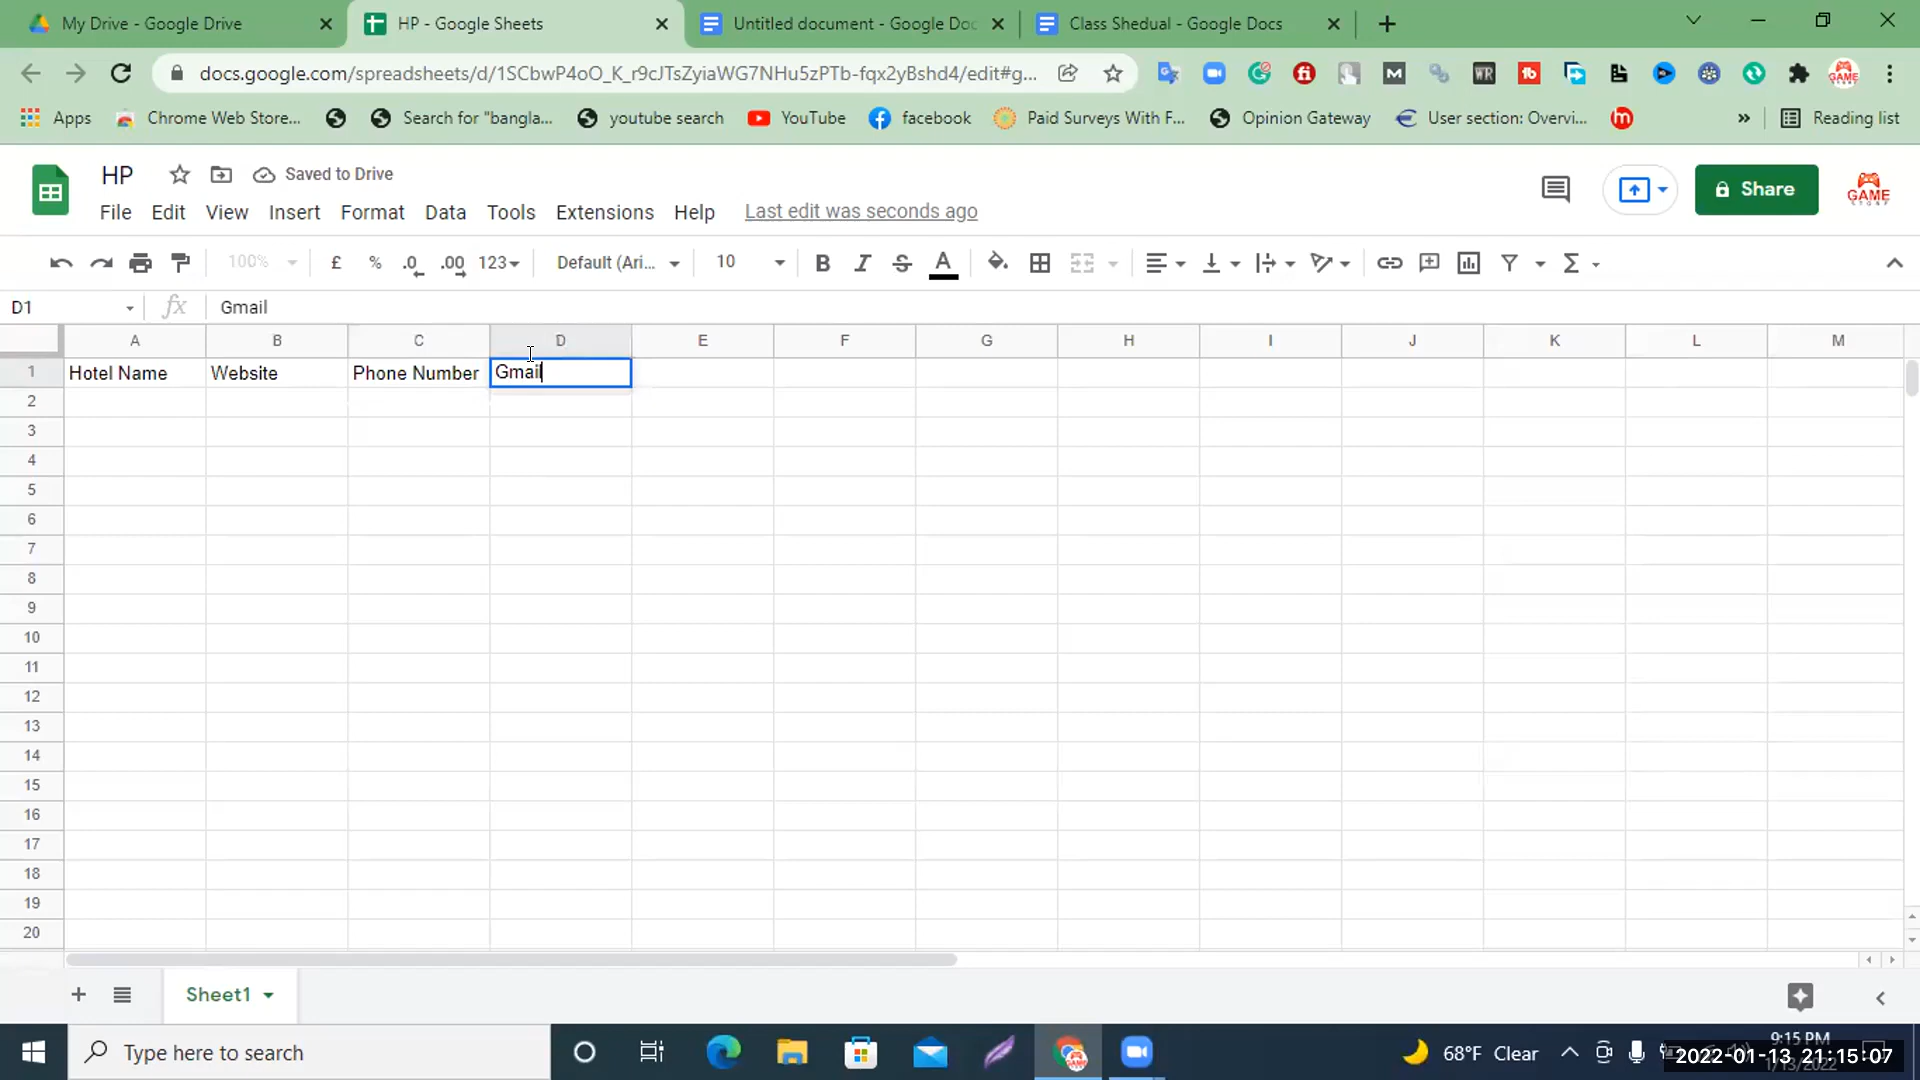 My Drive - Google Drive
HP - Google Sheets
Untitled document - Google Doc
Class Shedual - Google Docs
docs.google.com/spreadsheets/d/1SCbwP4oO_K_r9cJTsZyiaWG7NHu5zPTb-fqx2yBshd4/edit#g...
Apps
Chrome Web Store...
Search for "bangla...
youtube search
YouTube
facebook
Paid Surveys With F...
Opinion Gateway
User section: Overvi...
»
Reading list
HP
Saved to Drive
Share
GAME
File Edit View Insert Format Data Tools Extensions Help Last edit was seconds ago
100% £ % .0 .00 123 Default (Ari... 10 B I S A Σ
D1 fx Gmail
A B C D E F G H I J K L M
1 Hotel Name Website Phone Number Gmail
2
3
4
5
6
7
8
9
10
11
12
13
14
15
16
17
18
19
20
Sheet1
Type here to search
68°F Clear
9:15 PM
2022-01-13 21:15:07
1/13/2022